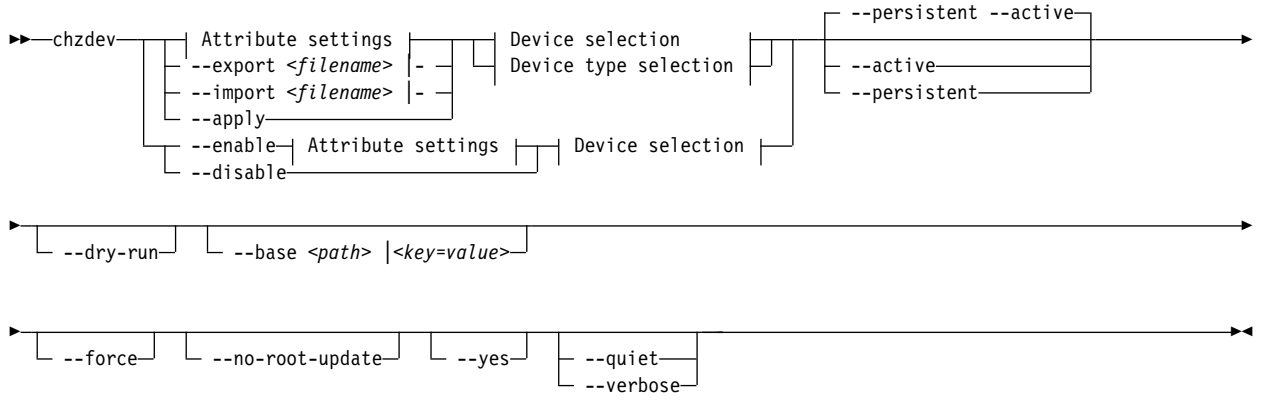 --persistent --active
chzdev Attribute settings Device selection
--export <filename> |- Device type selection --active
--import <filename> |- --persistent
--apply
--enable Attribute settings Device selection
--disable
--dry-run --base <path> |<key=value>
--force --no-root-update --yes --quiet
--verbose